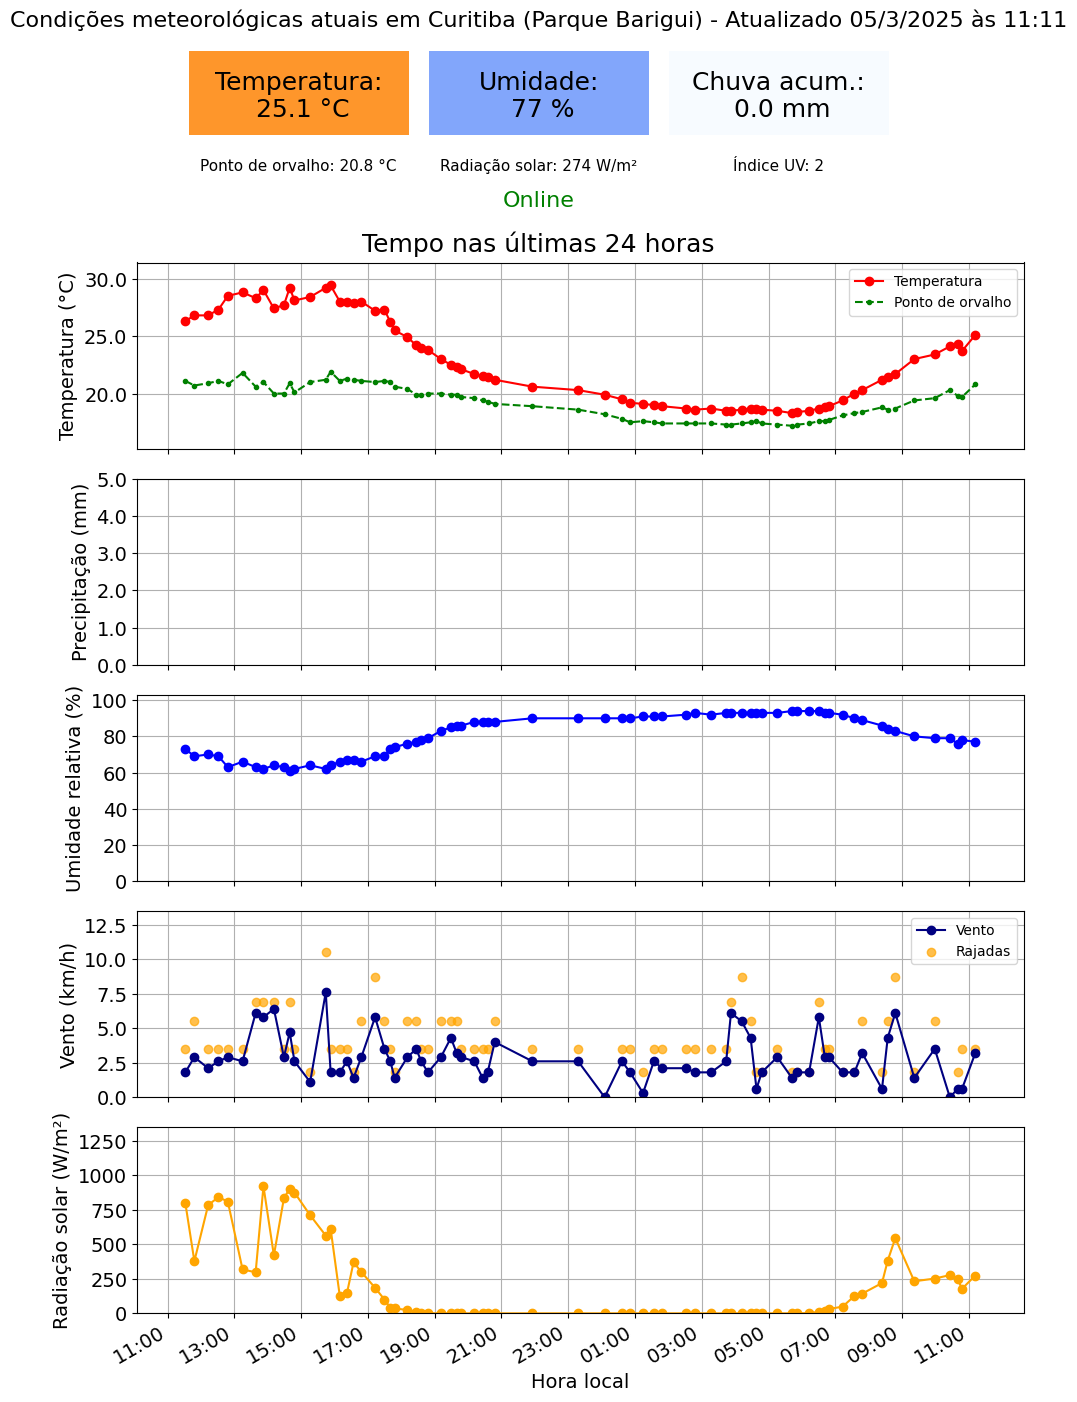 Condições meteorológicas atuais em Curitiba (Parque Barigui) - Atualizado 05/3/2025 às 11:11
Temperatura:
25.1 °C
Umidade:
77 %
Chuva acum.:
0.0 mm
Ponto de orvalho: 20.8 °C
Radiação solar: 274 W/m²
Índice UV: 2
Online
Tempo nas últimas 24 horas
Temperatura (°C)
30.0
25.0
20.0
Temperatura
Ponto de orvalho
Precipitação (mm)
5.0
4.0
3.0
2.0
1.0
0.0
Umidade relativa (%)
100
80
60
40
20
0
Vento (km/h)
12.5
10.0
7.5
5.0
2.5
0.0
Vento
Rajadas
Radiação solar (W/m²)
1250
1000
750
500
250
0
11:00
13:00
15:00
17:00
19:00
21:00
23:00
01:00
03:00
05:00
07:00
09:00
11:00
Hora local